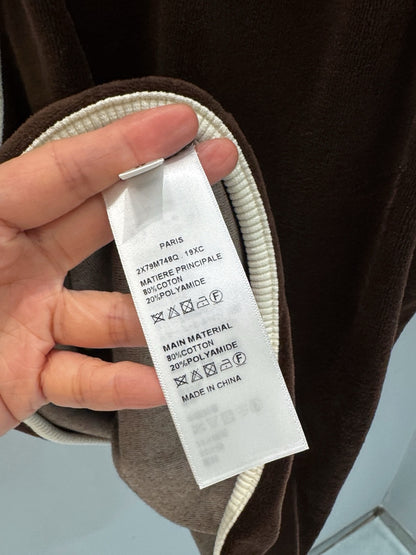 PARIS
2X79M748Q . 19XC
MATIERE PRINCIPALE
80%COTON
20%POLYAMIDE
MAIN MATERIAL
80%COTTON
20%POLYAMIDE
MADE IN CHINA